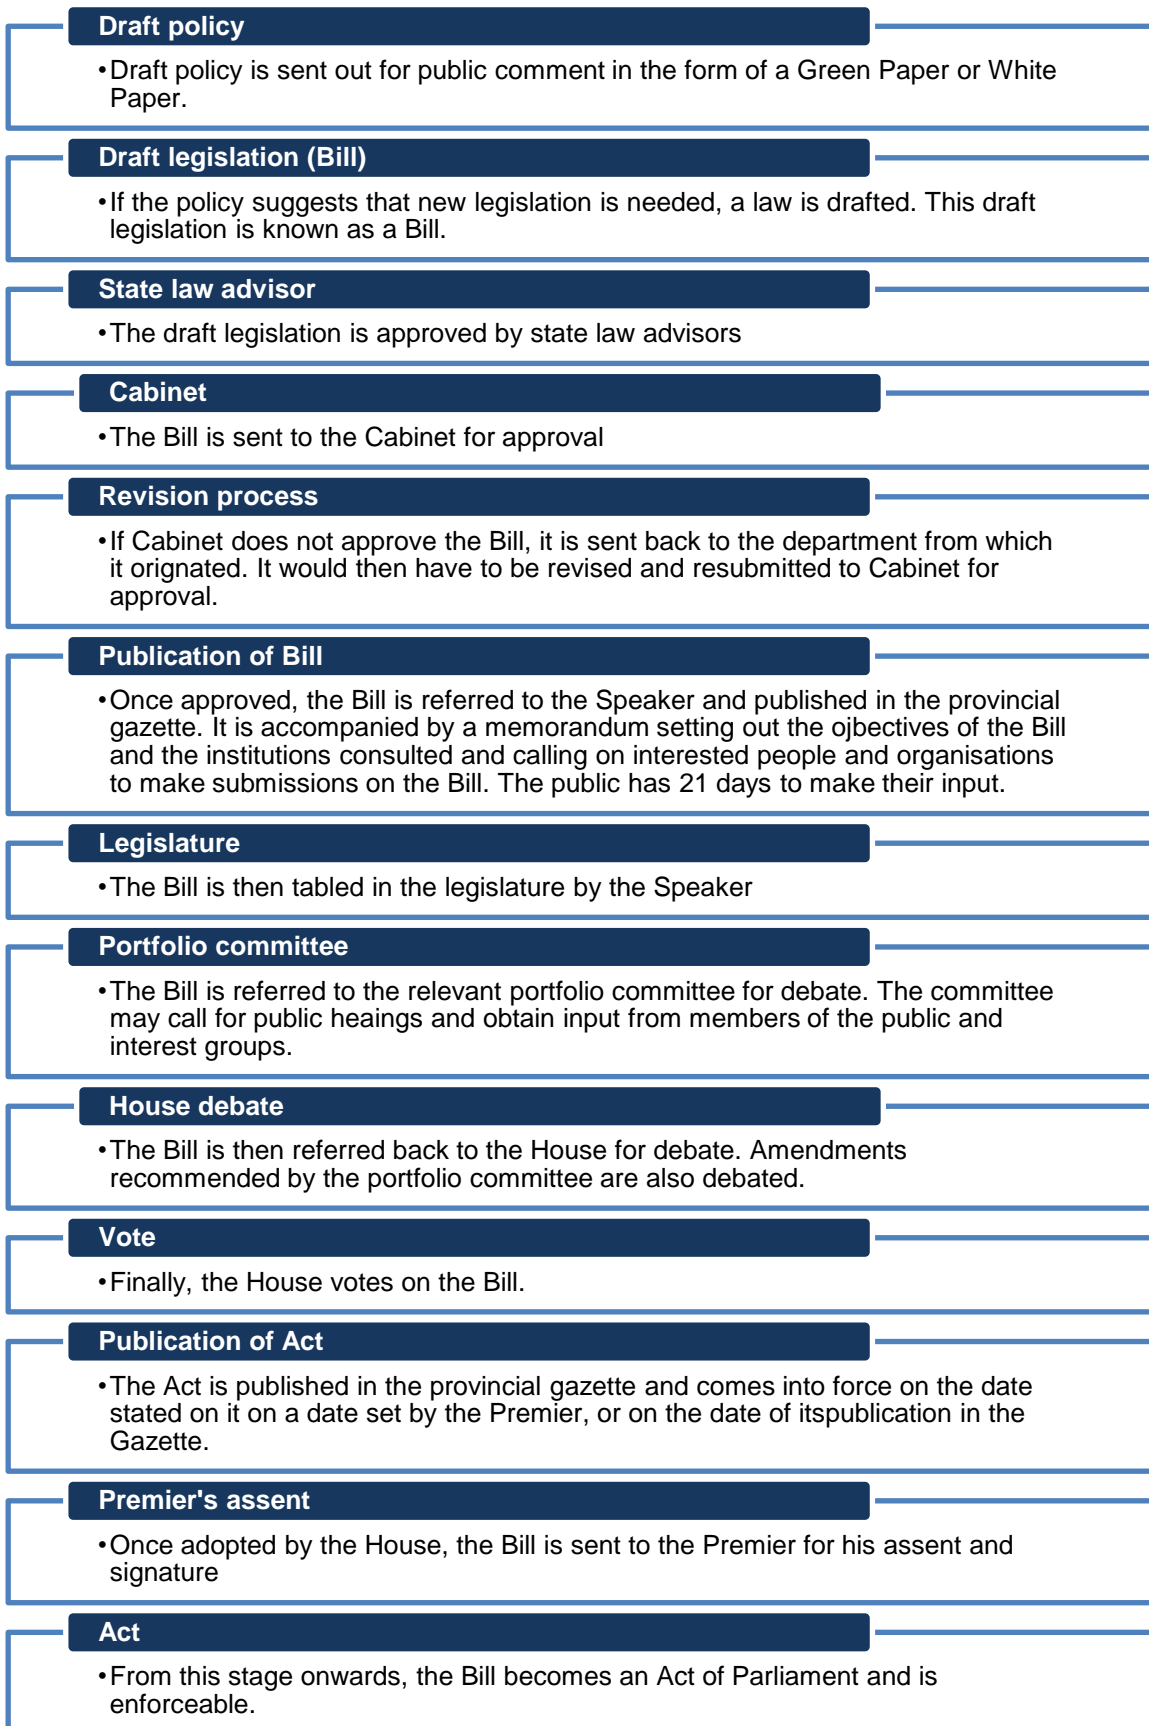 Draft policy
•Draft policy is sent out for public comment in the form of a Green Paper or White
Paper.
Draft legislation (Bill)
•If the policy suggests that new legislation is needed, a law is drafted. This draft
legislation is known as a Bill.
State law advisor
•The draft legislation is approved by state law advisors
Cabinet
•The Bill is sent to the Cabinet for approval
Revision process
•If Cabinet does not approve the Bill, it is sent back to the department from which
it orignated. It would then have to be revised and resubmitted to Cabinet for
approval.
Publication of Bill
•Once approved, the Bill is referred to the Speaker and published in the provincial
gazette. It is accompanied by a memorandum setting out the ojbectives of the Bill
and the institutions consulted and calling on interested people and organisations
to make submissions on the Bill. The public has 21 days to make their input.
Legislature
•The Bill is then tabled in the legislature by the Speaker
Portfolio committee
•The Bill is referred to the relevant portfolio committee for debate. The committee
may call for public heaings and obtain input from members of the public and
interest groups.
House debate
•The Bill is then referred back to the House for debate. Amendments
recommended by the portfolio committee are also debated.
Vote
•Finally, the House votes on the Bill.
Publication of Act
•The Act is published in the provincial gazette and comes into force on the date
stated on it on a date set by the Premier, or on the date of itspublication in the
Gazette.
Premier's assent
•Once adopted by the House, the Bill is sent to the Premier for his assent and
signature
Act
•From this stage onwards, the Bill becomes an Act of Parliament and is
enforceable.